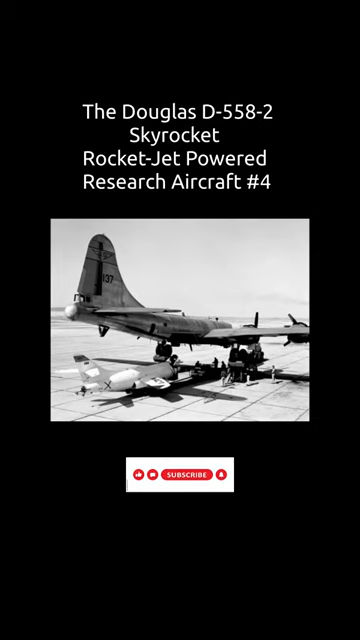 The Douglas D-558-2
Skyrocket
Rocket-Jet Powered
Research Aircraft #4
137
SUBSCRIBE